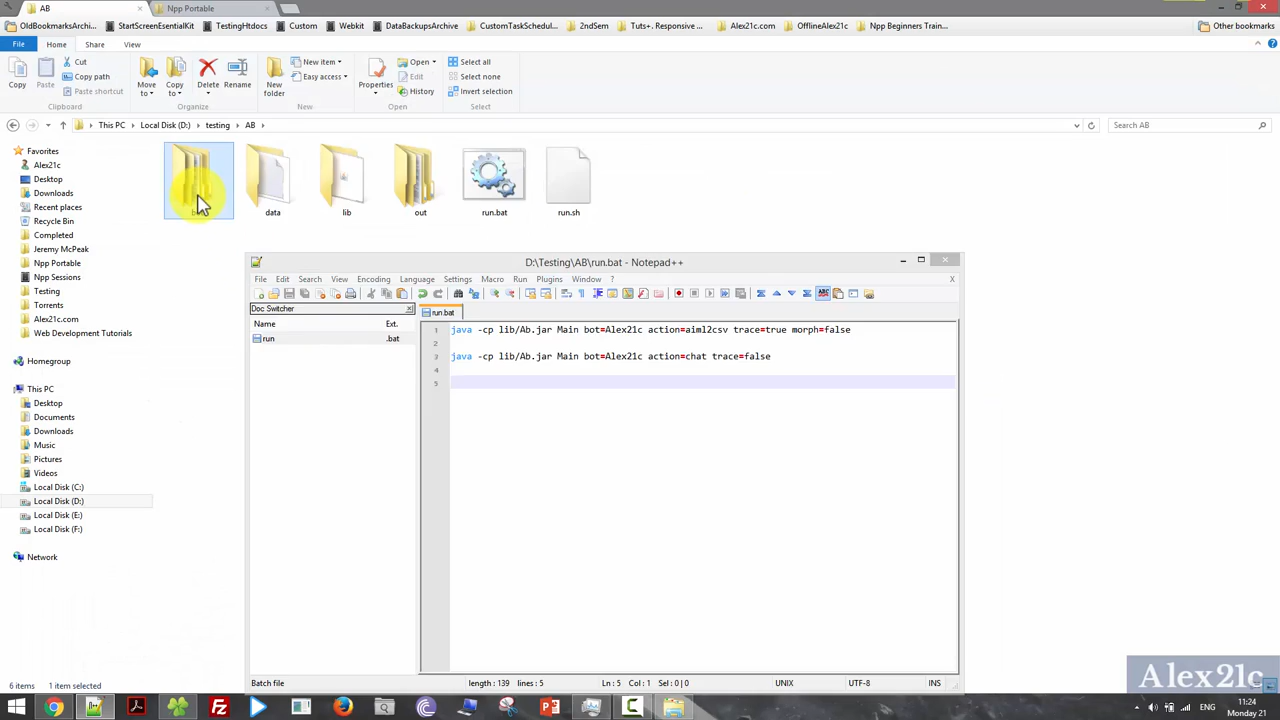 AB
Npp Portable
OldBookmarksArchi...
StartScreenEsentialKit
TestingHtdocs
Custom
Webkit
DataBackupsArchive
CustomTaskSchedul...
2ndSem
Tuts+. Responsive ...
Alex21c.com
OfflineAlex21c
Npp Beginners Train...
Other bookmarks
File Home Share View
Copy
Paste
Cut
Copy path
Paste shortcut
Clipboard
Move to
Copy to
Delete
Rename
Organize
New folder
New item
Easy access
New
Properties
Open
Edit
History
Open
Select all
Select none
Invert selection
Select
This PC Local Disk (D:) testing AB
Search AB
Favorites
Alex21c
Desktop
Downloads
Recent places
Recycle Bin
Completed
Jeremy McPeak
Npp Portable
Npp Sessions
Testing
Torrents
Alex21c.com
Web Development Tutorials
Homegroup
This PC
Desktop
Documents
Downloads
Music
Pictures
Videos
Local Disk (C:)
Local Disk (D:)
Local Disk (E:)
Local Disk (F:)
Network
data
lib
out
run.bat
run.sh
D:\Testing\AB\run.bat - Notepad++
File Edit Search View Encoding Language Settings Macro Run Plugins Window ? X
Doc Switcher
Name Ext.
run .bat
run.bat
1 java -cp lib/Ab.jar Main bot=Alex21c action=aiml2csv trace=true morph=false
2
3 java -cp lib/Ab.jar Main bot=Alex21c action=chat trace=false
4
5
Batch file length : 139 lines : 5 Ln : 5 Col : 1 Sel : 0 | 0 UNIX UTF-8 INS
6 items 1 item selected
Alex21c
ENG
11:24
Monday 21